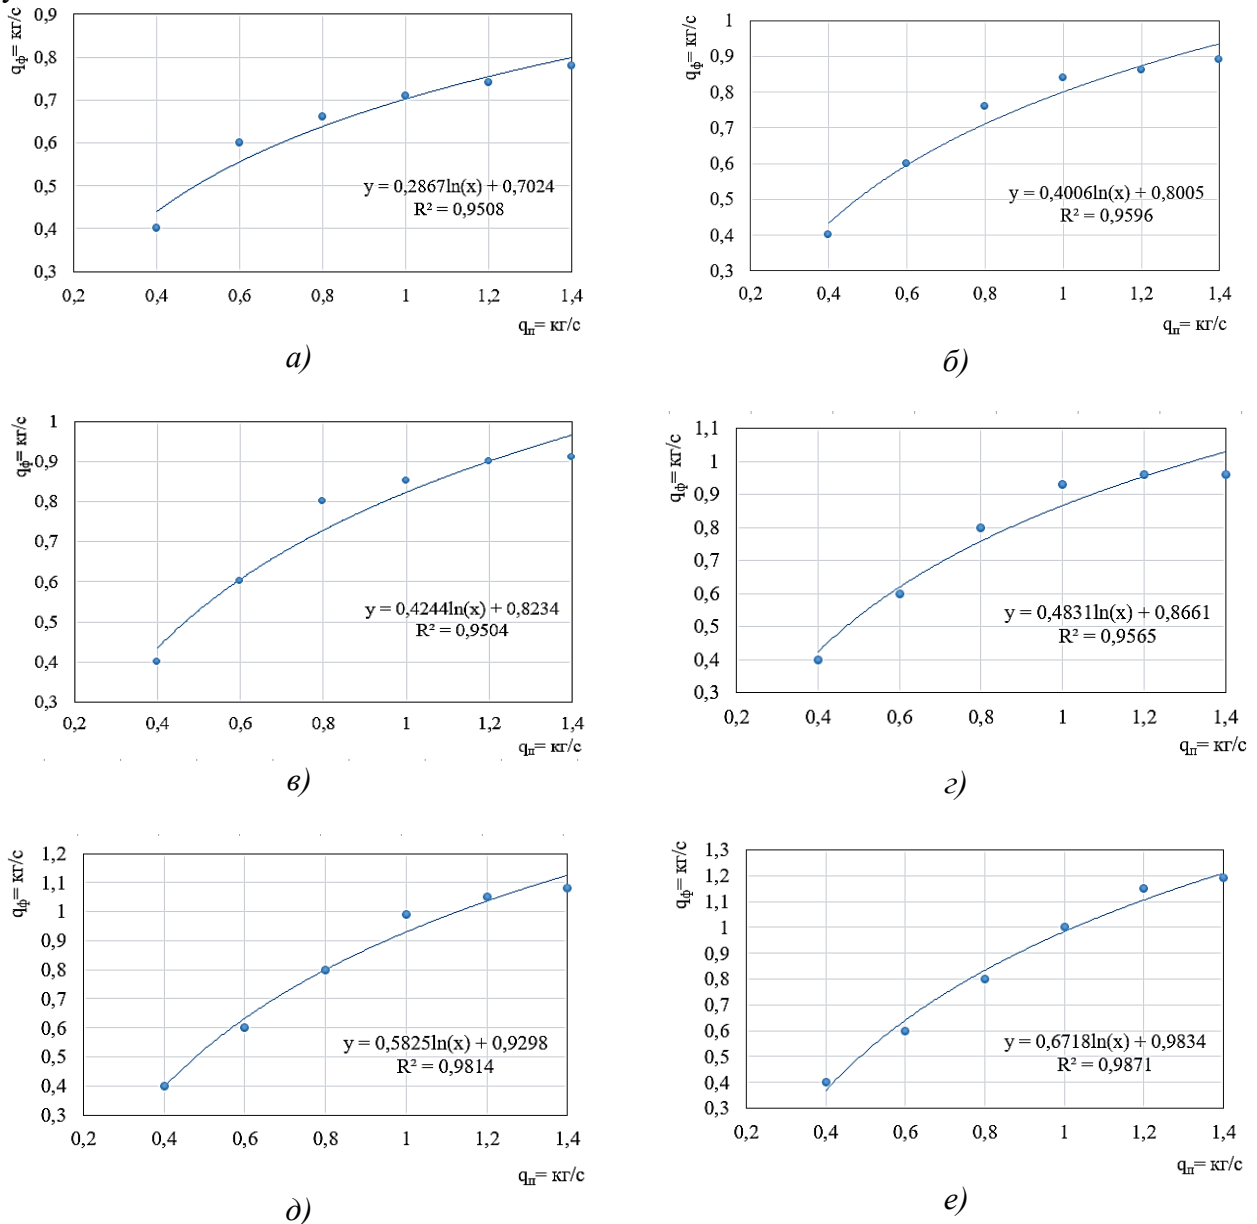 q_ф= кг/с
0,9
0,8
0,7
0,6
0,5
0,4
0,3
y = 0,2867ln(x) + 0,7024
R² = 0,9508
0,2 0,4 0,6 0,8 1 1,2 1,4
q_п= кг/с
а)
q_ф= кг/с
1
0,9
0,8
0,7
0,6
0,5
0,4
0,3
y = 0,4006ln(x) + 0,8005
R² = 0,9596
0,2 0,4 0,6 0,8 1 1,2 1,4
q_п= кг/с
б)
q_ф= кг/с
1
0,9
0,8
0,7
0,6
0,5
0,4
0,3
y = 0,4244ln(x) + 0,8234
R² = 0,9504
0,2 0,4 0,6 0,8 1 1,2 1,4
q_п= кг/с
в)
q_ф= кг/с
1,1
1
0,9
0,8
0,7
0,6
0,5
0,4
0,3
y = 0,4831ln(x) + 0,8661
R² = 0,9565
0,2 0,4 0,6 0,8 1 1,2 1,4
q_п= кг/с
г)
q_ф= кг/с
1,2
1,1
1
0,9
0,8
0,7
0,6
0,5
0,4
0,3
y = 0,5825ln(x) + 0,9298
R² = 0,9814
0,2 0,4 0,6 0,8 1 1,2 1,4
q_п= кг/с
д)
q_ф= кг/с
1,3
1,2
1,1
1
0,9
0,8
0,7
0,6
0,5
0,4
0,3
y = 0,6718ln(x) + 0,9834
R² = 0,9871
0,2 0,4 0,6 0,8 1 1,2 1,4
q_п= кг/с
е)